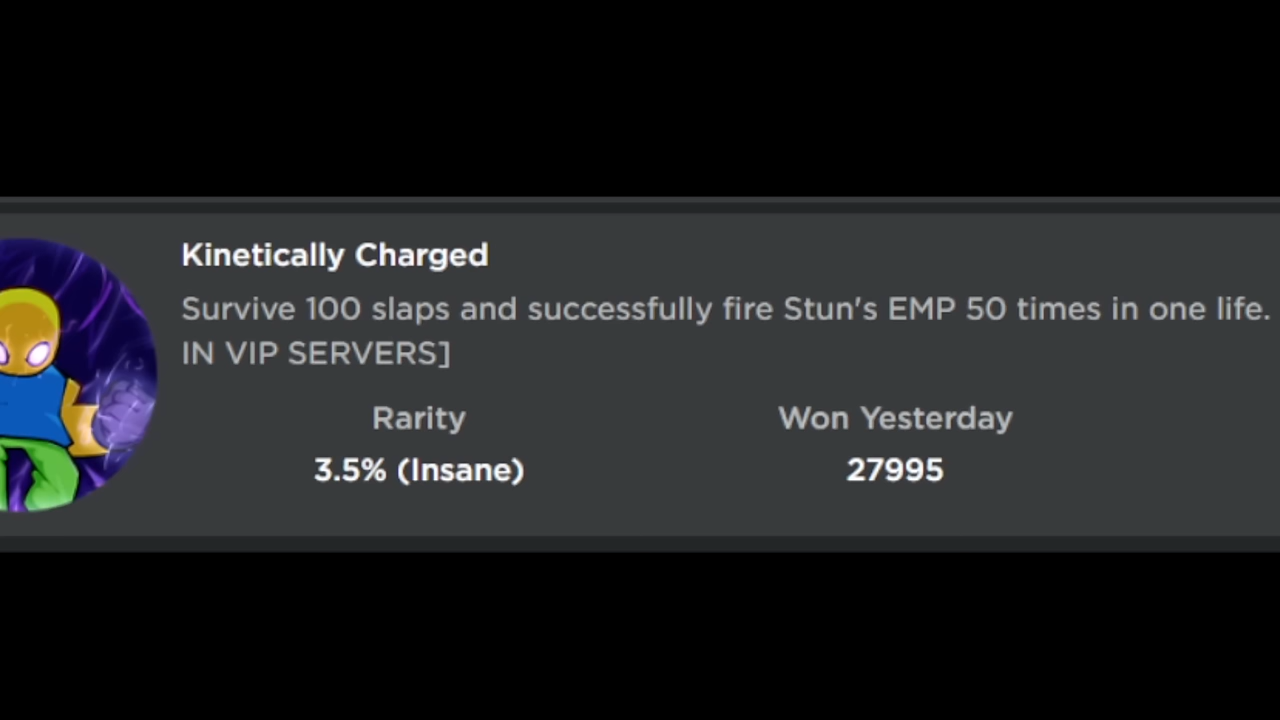 Kinetically Charged
Survive 100 slaps and successfully fire Stun's EMP 50 times in one life.
IN VIP SERVERS]
Rarity
Won Yesterday
3.5% (Insane)
27995